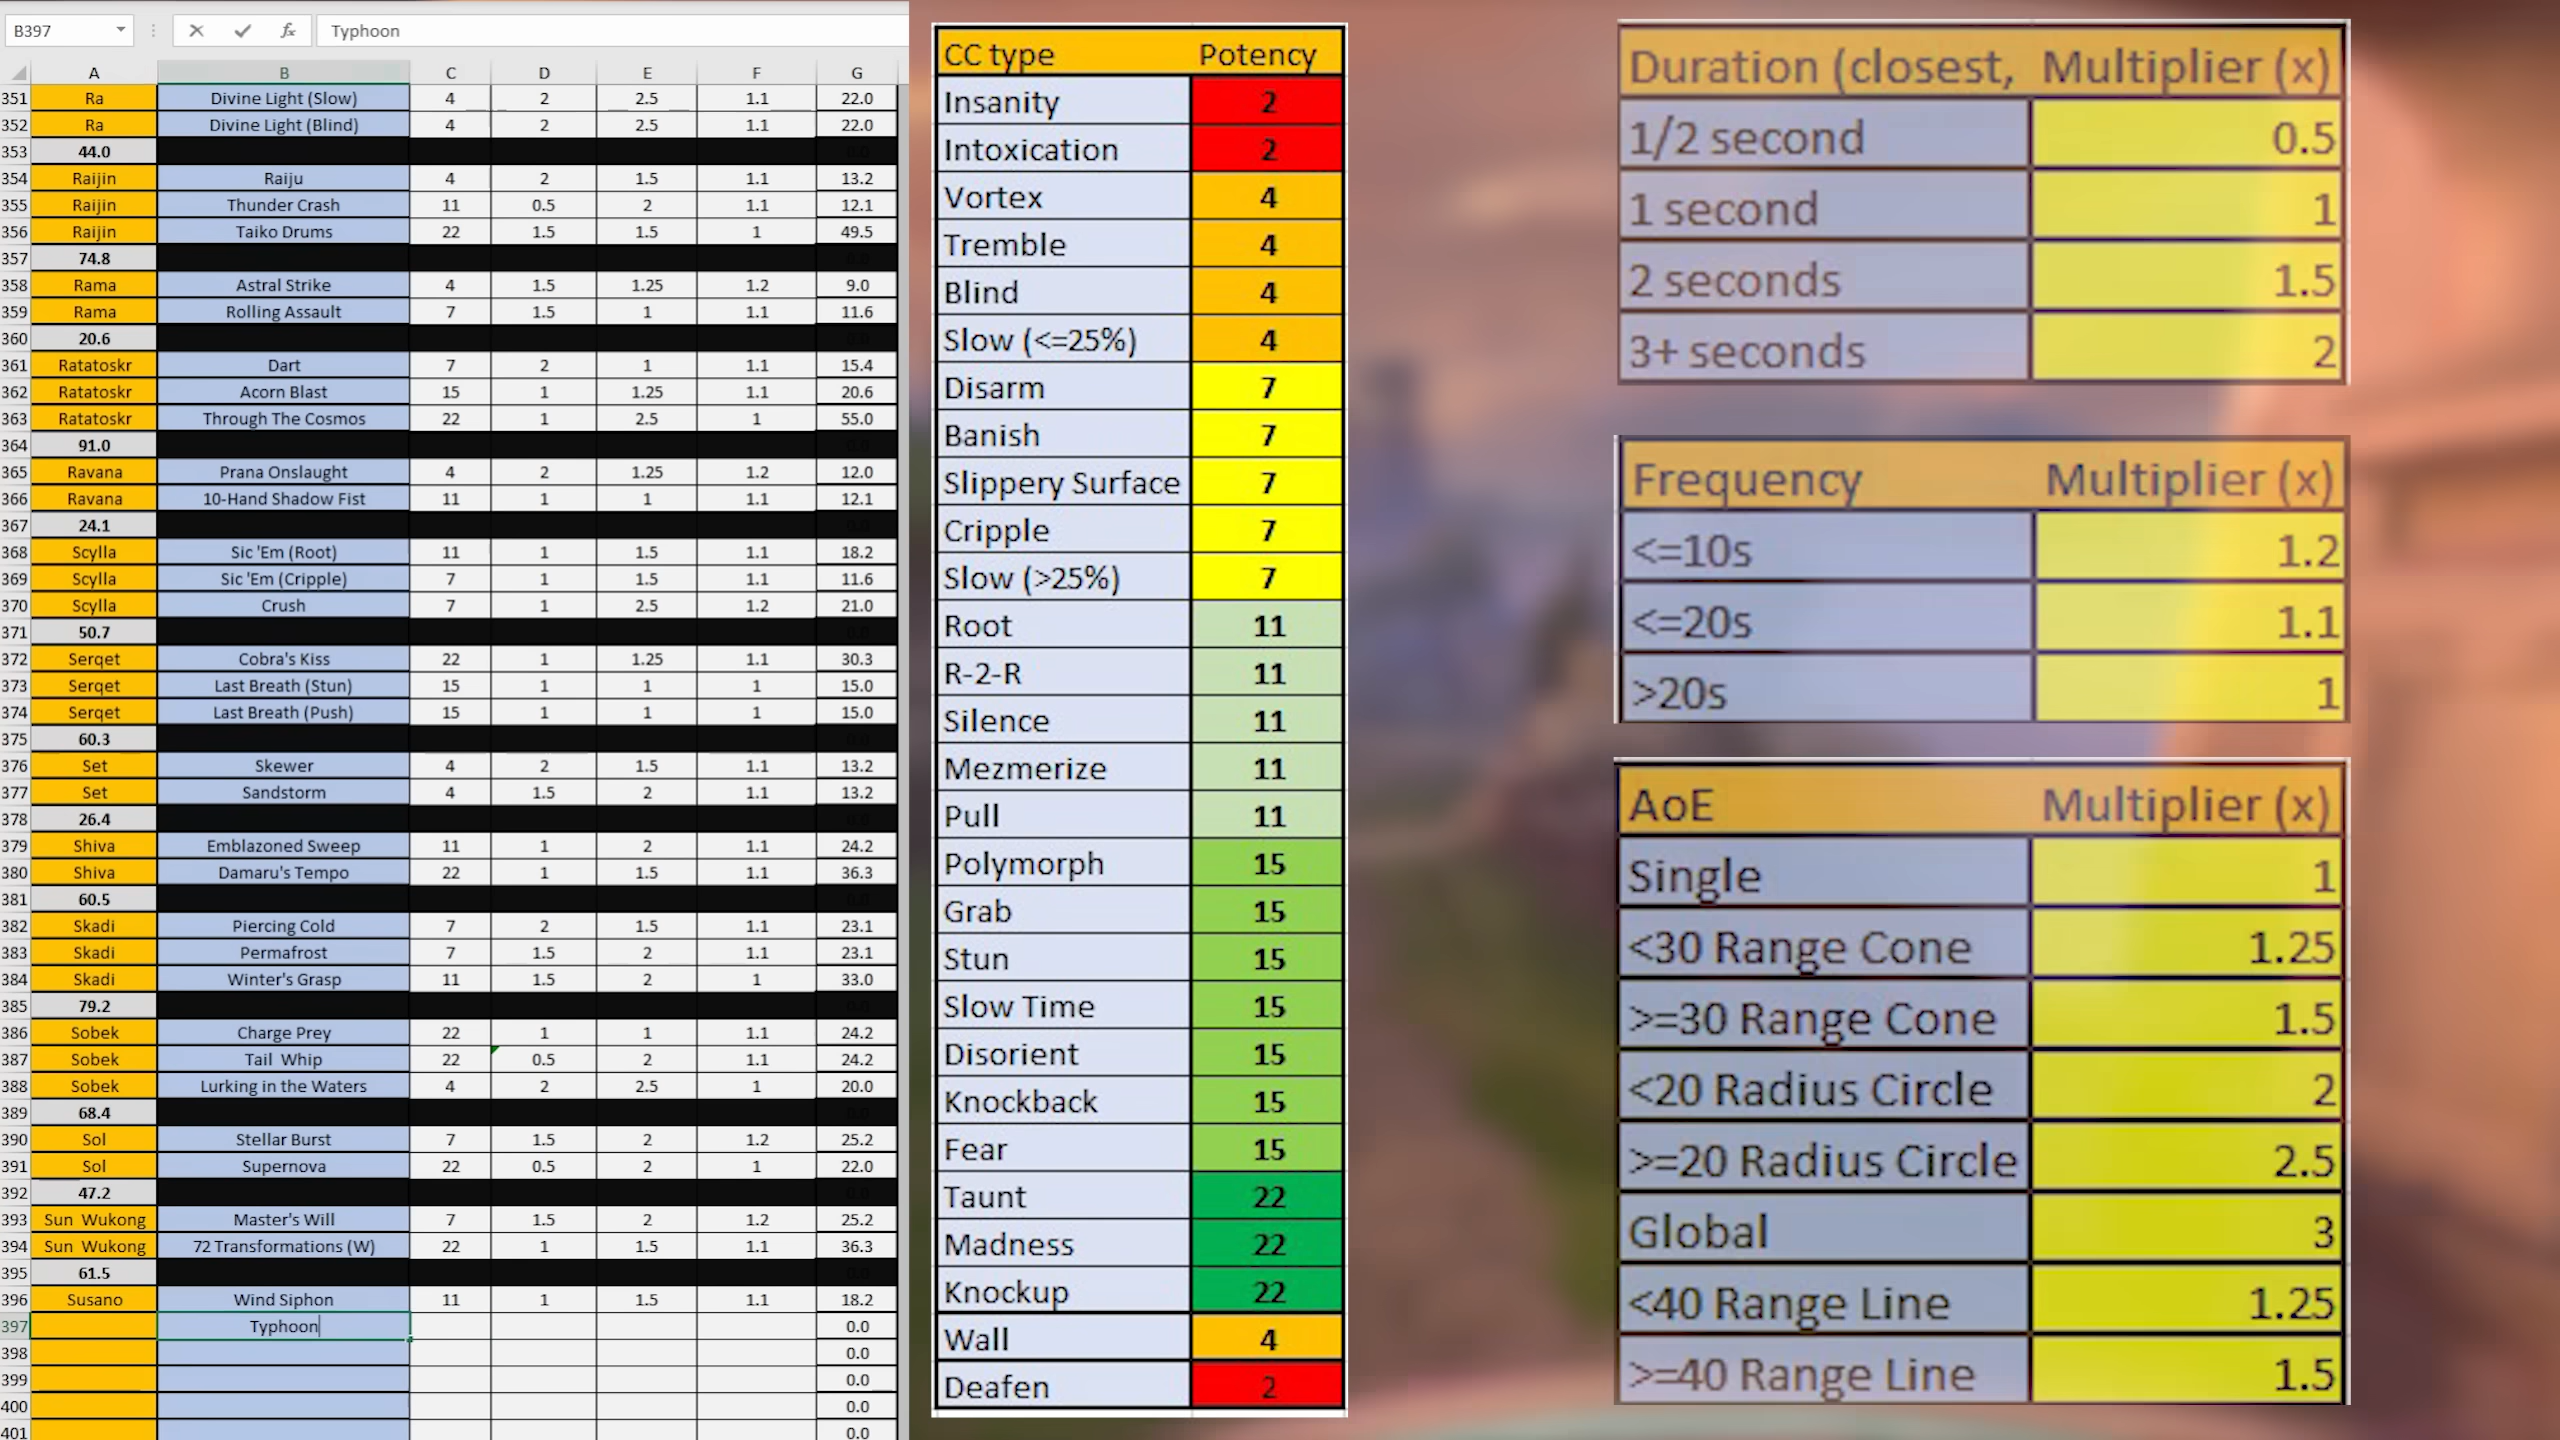 B397 Typhoon
A B C D E F G
351 Ra Divine Light (Slow) 4 2 2.5 1.1 22.0
352 Ra Divine Light (Blind) 4 2 2.5 1.1 22.0
353 44.0 0.0
354 Raijin Raiju 4 2 1.5 1.1 13.2
355 Raijin Thunder Crash 11 0.5 2 1.1 12.1
356 Raijin Taiko Drums 22 1.5 1.5 1 49.5
357 74.8 0.0
358 Rama Astral Strike 4 1.5 1.25 1.2 9.0
359 Rama Rolling Assault 7 1.5 1 1.1 11.6
360 20.6 0.0
361 Ratatoskr Dart 7 2 1 1.1 15.4
362 Ratatoskr Acorn Blast 15 1 1.25 1.1 20.6
363 Ratatoskr Through The Cosmos 22 1 2.5 1 55.0
364 91.0 0.0
365 Ravana Prana Onslaught 4 2 1.25 1.2 12.0
366 Ravana 10-Hand Shadow Fist 11 1 1 1.1 12.1
367 24.1 0.0
368 Scylla Sic 'Em (Root) 11 1 1.5 1.1 18.2
369 Scylla Sic 'Em (Cripple) 7 1 1.5 1.1 11.6
370 Scylla Crush 7 1 2.5 1.2 21.0
371 50.7 0.0
372 Serqet Cobra's Kiss 22 1 1.25 1.1 30.3
373 Serqet Last Breath (Stun) 15 1 1 1 15.0
374 Serqet Last Breath (Push) 15 1 1 1 15.0
375 60.3 0.0
376 Set Skewer 4 2 1.5 1.1 13.2
377 Set Sandstorm 4 1.5 2 1.1 13.2
378 26.4 0.0
379 Shiva Emblazoned Sweep 11 1 2 1.1 24.2
380 Shiva Damaru's Tempo 22 1 1.5 1.1 36.3
381 60.5 0.0
382 Skadi Piercing Cold 7 2 1.5 1.1 23.1
383 Skadi Permafrost 7 1.5 2 1.1 23.1
384 Skadi Winter's Grasp 11 1.5 2 1 33.0
385 79.2 0.0
386 Sobek Charge Prey 22 1 1 1.1 24.2
387 Sobek Tail Whip 22 0.5 2 1.1 24.2
388 Sobek Lurking in the Waters 4 2 2.5 1 20.0
389 68.4 0.0
390 Sol Stellar Burst 7 1.5 2 1.2 25.2
391 Sol Supernova 22 0.5 2 1 22.0
392 47.2 0.0
393 Sun Wukong Master's Will 7 1.5 2 1.2 25.2
394 Sun Wukong 72 Transformations (W) 22 1 1.5 1.1 36.3
395 61.5 0.0
396 Susano Wind Siphon 11 1 1.5 1.1 18.2
397 Typhoon 0.0
398 0.0
399 0.0
400 0.0
401 0.0
CC type Potency
Insanity 2
Intoxication 2
Vortex 4
Tremble 4
Blind 4
Slow (<=25%) 4
Disarm 7
Banish 7
Slippery Surface 7
Cripple 7
Slow (>25%) 7
Root 11
R-2-R 11
Silence 11
Mezmerize 11
Pull 11
Polymorph 15
Grab 15
Stun 15
Slow Time 15
Disorient 15
Knockback 15
Fear 15
Taunt 22
Madness 22
Knockup 22
Wall 4
Deafen 2
Duration (closest, Multiplier (x)
1/2 second 0.5
1 second 1
2 seconds 1.5
3+ seconds 2
Frequency Multiplier (x)
<=10s 1.2
<=20s 1.1
>20s 1
AoE Multiplier (x)
Single 1
<30 Range Cone 1.25
>=30 Range Cone 1.5
<20 Radius Circle 2
>=20 Radius Circle 2.5
Global 3
<40 Range Line 1.25
>=40 Range Line 1.5